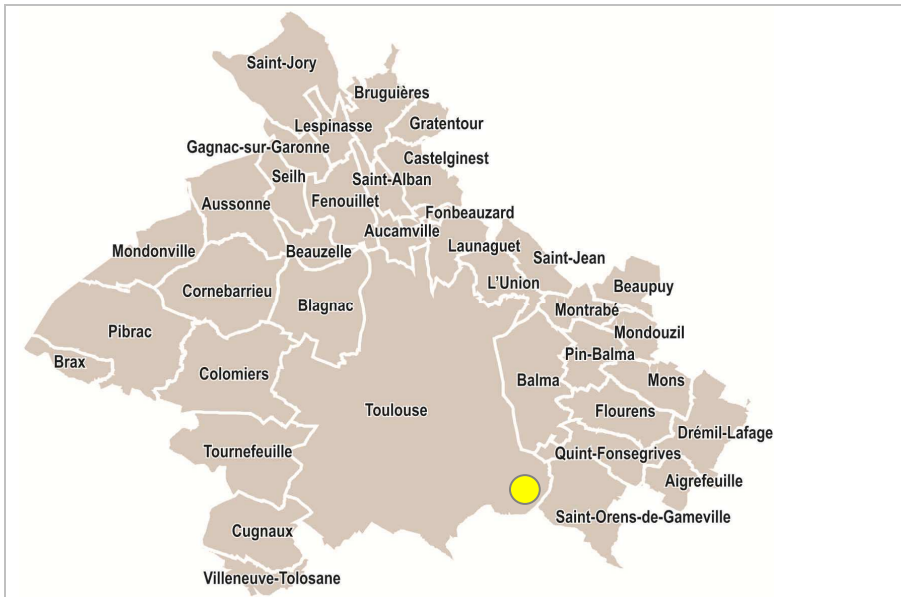 Saint-Jory
Bruguières
Lespinasse
Gratentour
Gagnac-sur-Garonne
Castelginest
Seilh
Saint-Alban
Aussonne
Fenouillet
Fonbeauzard
Aucamville
Mondonville
Beauzelle
Launaguet
Saint-Jean
L'Union
Beaupuy
Cornebarrieu
Blagnac
Montrabé
Pibrac
Mondouzil
Pin-Balma
Brax
Colomiers
Balma
Mons
Toulouse
Flourens
Drémil-Lafage
Tournefeuille
Quint-Fonsegrives
Aigrefeuille
Saint-Orens-de-Gameville
Cugnaux
Villeneuve-Tolosane